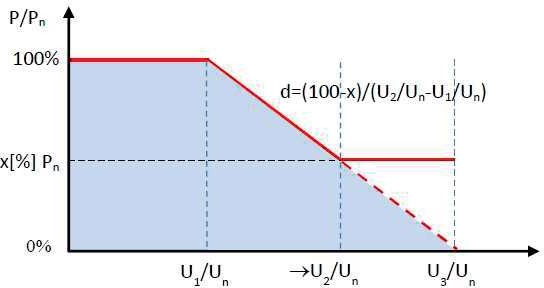 P/Pₙ
100%
d=(100-x)/(U₂/Uₙ-U₁/Uₙ)
x[%] Pₙ
0%
U₁/Uₙ →U₂/Uₙ U₃/Uₙ